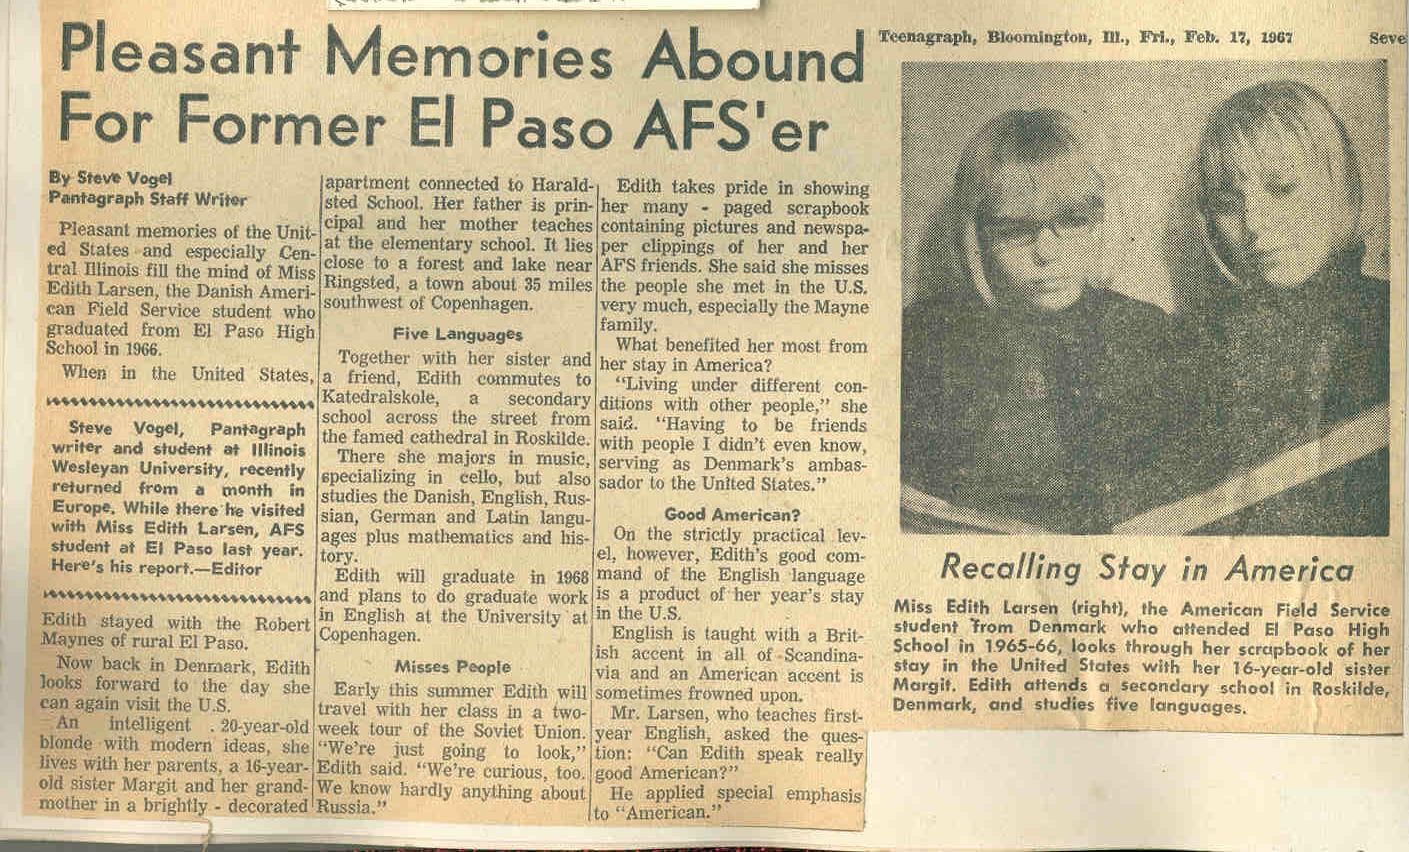 Pleasant Memories Abound
For Former El Paso AFS'er
Teenagraph, Bloomington, Ill., Fri., Feb. 17, 1967
Seve
By Steve Vogel
Pantagraph Staff Writer
Pleasant memories of the Unit-
ed States and especially Cen-
tral Illinois fill the mind of Miss
Edith Larsen, the Danish Ameri-
can Field Service student who
graduated from El Paso High
School in 1966.
When in the United States,
Steve Vogel, Pantagraph
writer and student at Illinois
Wesleyan University, recently
returned from a month in
Europe. While there he visited
with Miss Edith Larsen, AFS
student at El Paso last year.
Here's his report.—Editor
Edith stayed with the Robert
Maynes of rural El Paso.
Now back in Denmark, Edith
looks forward to the day she
can again visit the U.S.
An intelligent . 20-year-old
blonde with modern ideas, she
lives with her parents, a 16-year-
old sister Margit and her grand-
mother in a brightly - decorated
apartment connected to Harald-
sted School. Her father is prin-
cipal and her mother teaches
at the elementary school. It lies
close to a forest and lake near
Ringsted, a town about 35 miles
southwest of Copenhagen.
Five Languages
Together with her sister and
a friend, Edith commutes to
Katedralskole, a secondary
school across the street from
the famed cathedral in Roskilde.
There she majors in music,
specializing in cello, but also
studies the Danish, English, Rus-
sian, German and Latin langu-
ages plus mathematics and his-
tory.
Edith will graduate in 1968
and plans to do graduate work
in English at the University at
Copenhagen.
Misses People
Early this summer Edith will
travel with her class in a two-
week tour of the Soviet Union.
"We're just going to look,"
Edith said. "We're curious, too.
We know hardly anything about
Russia."
Edith takes pride in showing
her many - paged scrapbook
containing pictures and newspa-
per clippings of her and her
AFS friends. She said she misses
the people she met in the U.S.
very much, especially the Mayne
family.
What benefited her most from
her stay in America?
"Living under different con-
ditions with other people," she
said. "Having to be friends
with people I didn't even know,
serving as Denmark's ambas-
sador to the United States."
Good American?
On the strictly practical lev-
el, however, Edith's good com-
mand of the English language
is a product of her year's stay
in the U.S.
English is taught with a Brit-
ish accent in all of Scandina-
via and an American accent is
sometimes frowned upon.
Mr. Larsen, who teaches first-
year English, asked the ques-
tion: "Can Edith speak really
good American?"
He applied special emphasis
to "American."
Recalling Stay in America
Miss Edith Larsen (right), the American Field Service
student from Denmark who attended El Paso High
School in 1965-66, looks through her scrapbook of her
stay in the United States with her 16-year-old sister
Margit. Edith attends a secondary school in Roskilde,
Denmark, and studies five languages.